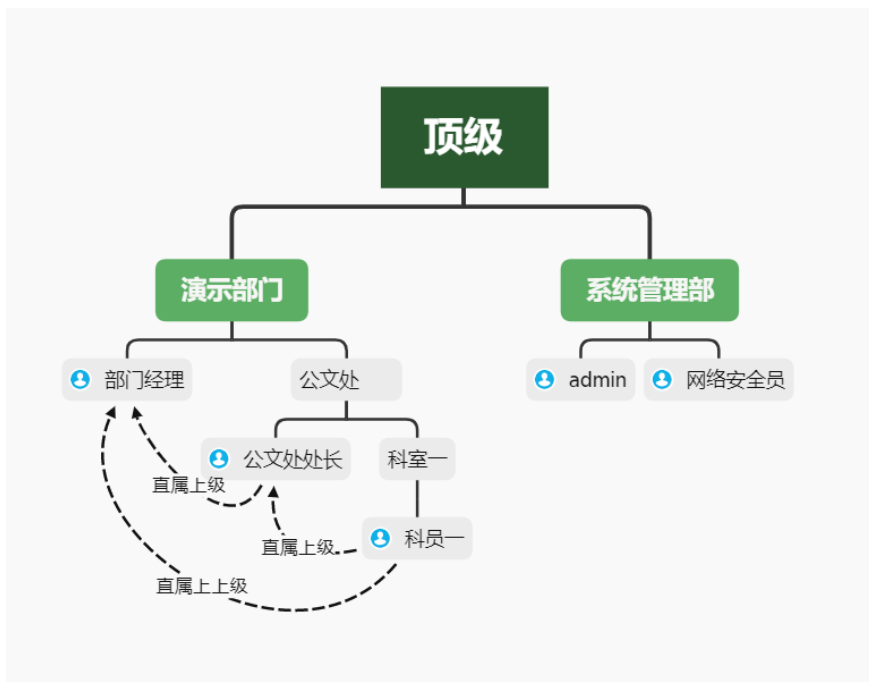 顶级
演示部门
系统管理部
部门经理
公文处
admin
网络安全员
公文处处长
科室一
直属上级
科员一
直属上级
直属上上级